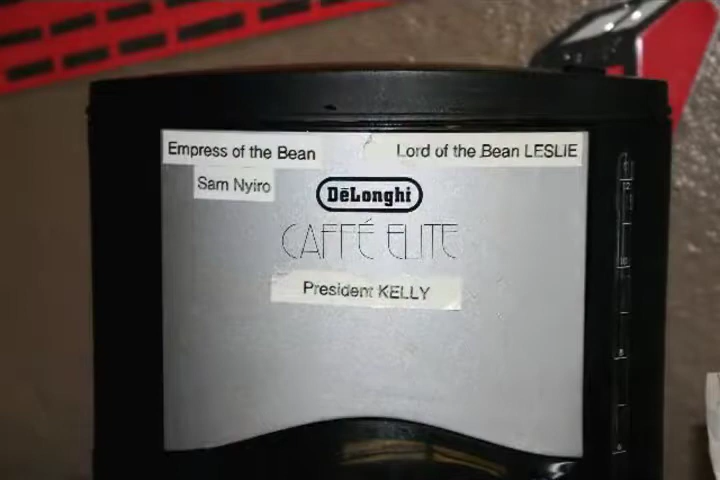 Empress of the Bean
Lord of the Bean LESLIE
Sam Nyiro
DeLonghi
CAFFÉ ELITE
President KELLY